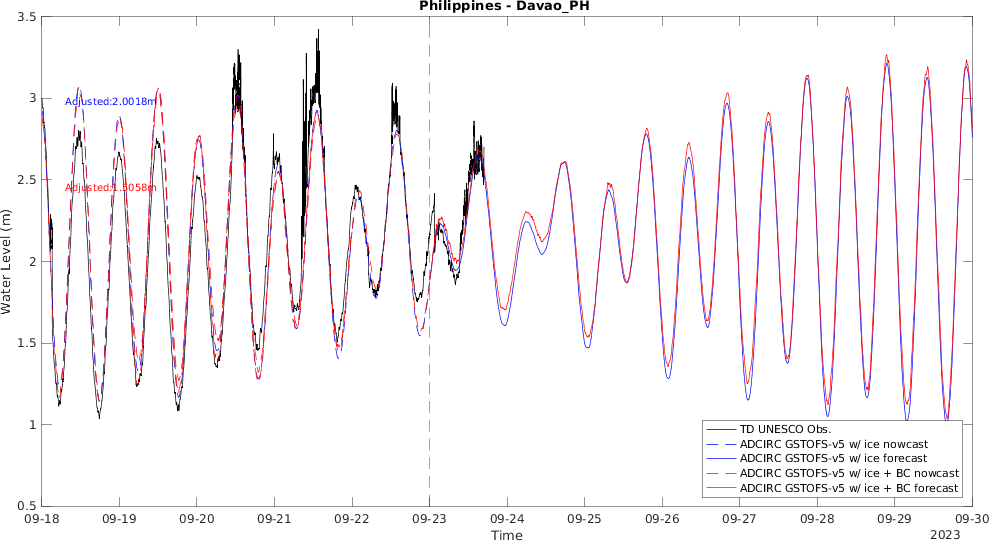 Philippines - Davao_PH
3.5
3
2.5
2
1.5
1
0.5
Water Level (m)
Adjusted:2.0018m
Adjusted:1.5058m
TD UNESCO Obs.
ADCIRC GSTOFS-v5 w/ ice nowcast
ADCIRC GSTOFS-v5 w/ ice forecast
ADCIRC GSTOFS-v5 w/ ice + BC nowcast
ADCIRC GSTOFS-v5 w/ ice + BC forecast
09-18 09-19 09-20 09-21 09-22 09-23 09-24 09-25 09-26 09-27 09-28 09-29 09-30
Time
2023